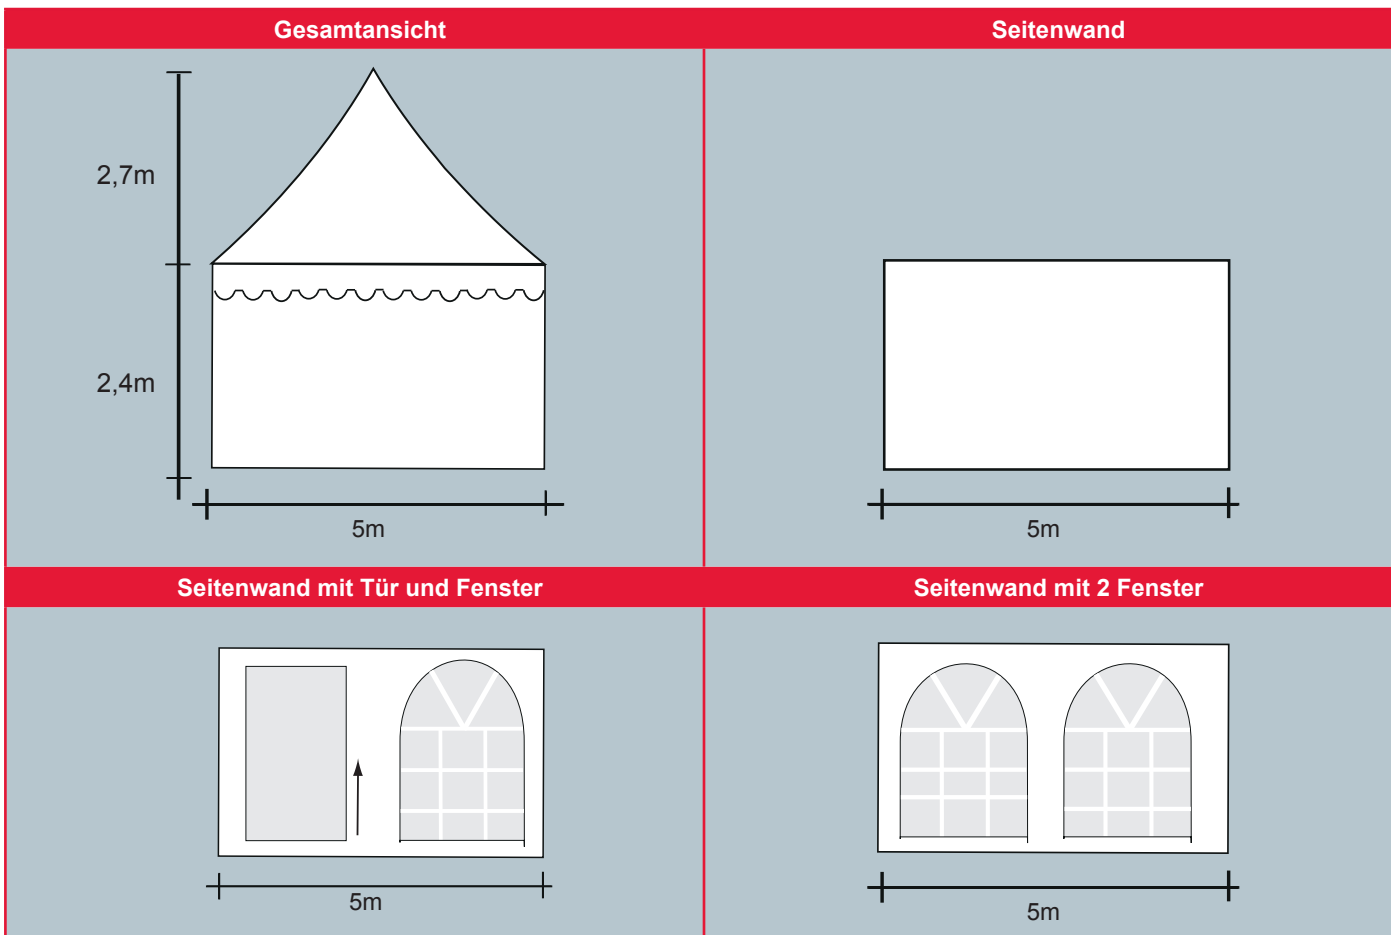 Gesamtansicht
Seitenwand
2,7m
2,4m
5m
5m
Seitenwand mit Tür und Fenster
Seitenwand mit 2 Fenster
5m
5m